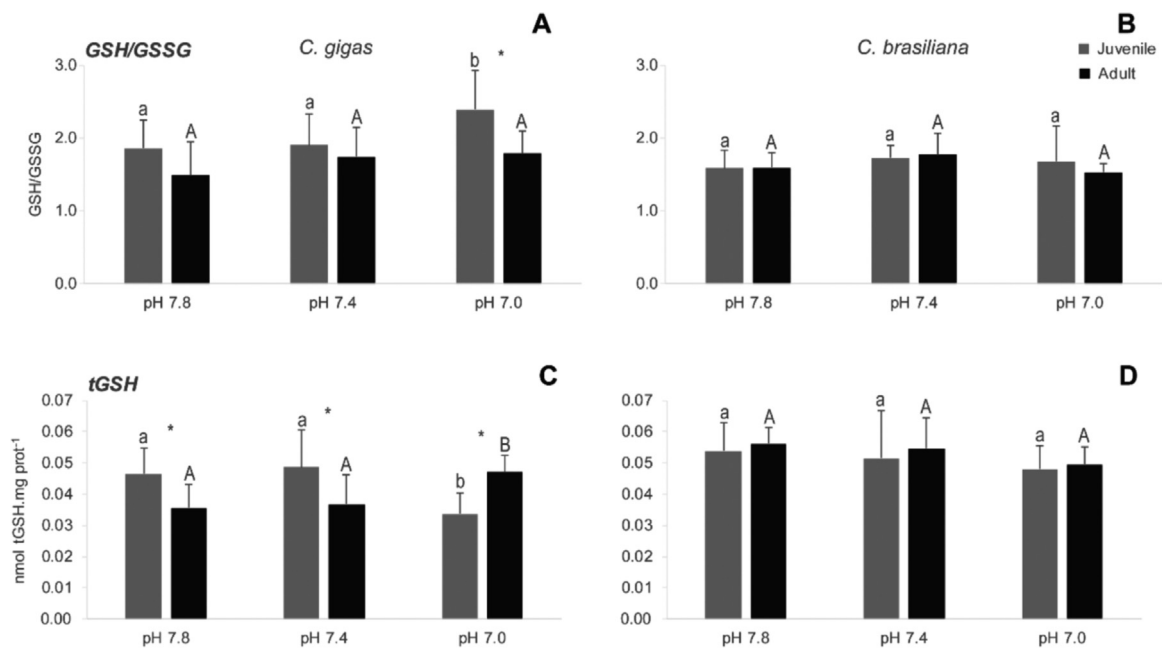 A
B
GSH/GSSG
C. gigas
C. brasiliana
Juvenile
Adult
GSH/GSSG
3.0
2.0
1.0
0.0
a
A
a
A
b
*
A
pH 7.8
pH 7.4
pH 7.0
3.0
2.0
1.0
0.0
a
A
a
A
a
A
pH 7.8
pH 7.4
pH 7.0
tGSH
C
nmol tGSH.mg prot⁻¹
0.07
0.06
0.05
0.04
0.03
0.02
0.01
0.00
a
*
A
a
*
A
b
*
B
pH 7.8
pH 7.4
pH 7.0
D
0.07
0.06
0.05
0.04
0.03
0.02
0.01
0.00
a
A
a
A
a
A
pH 7.8
pH 7.4
pH 7.0